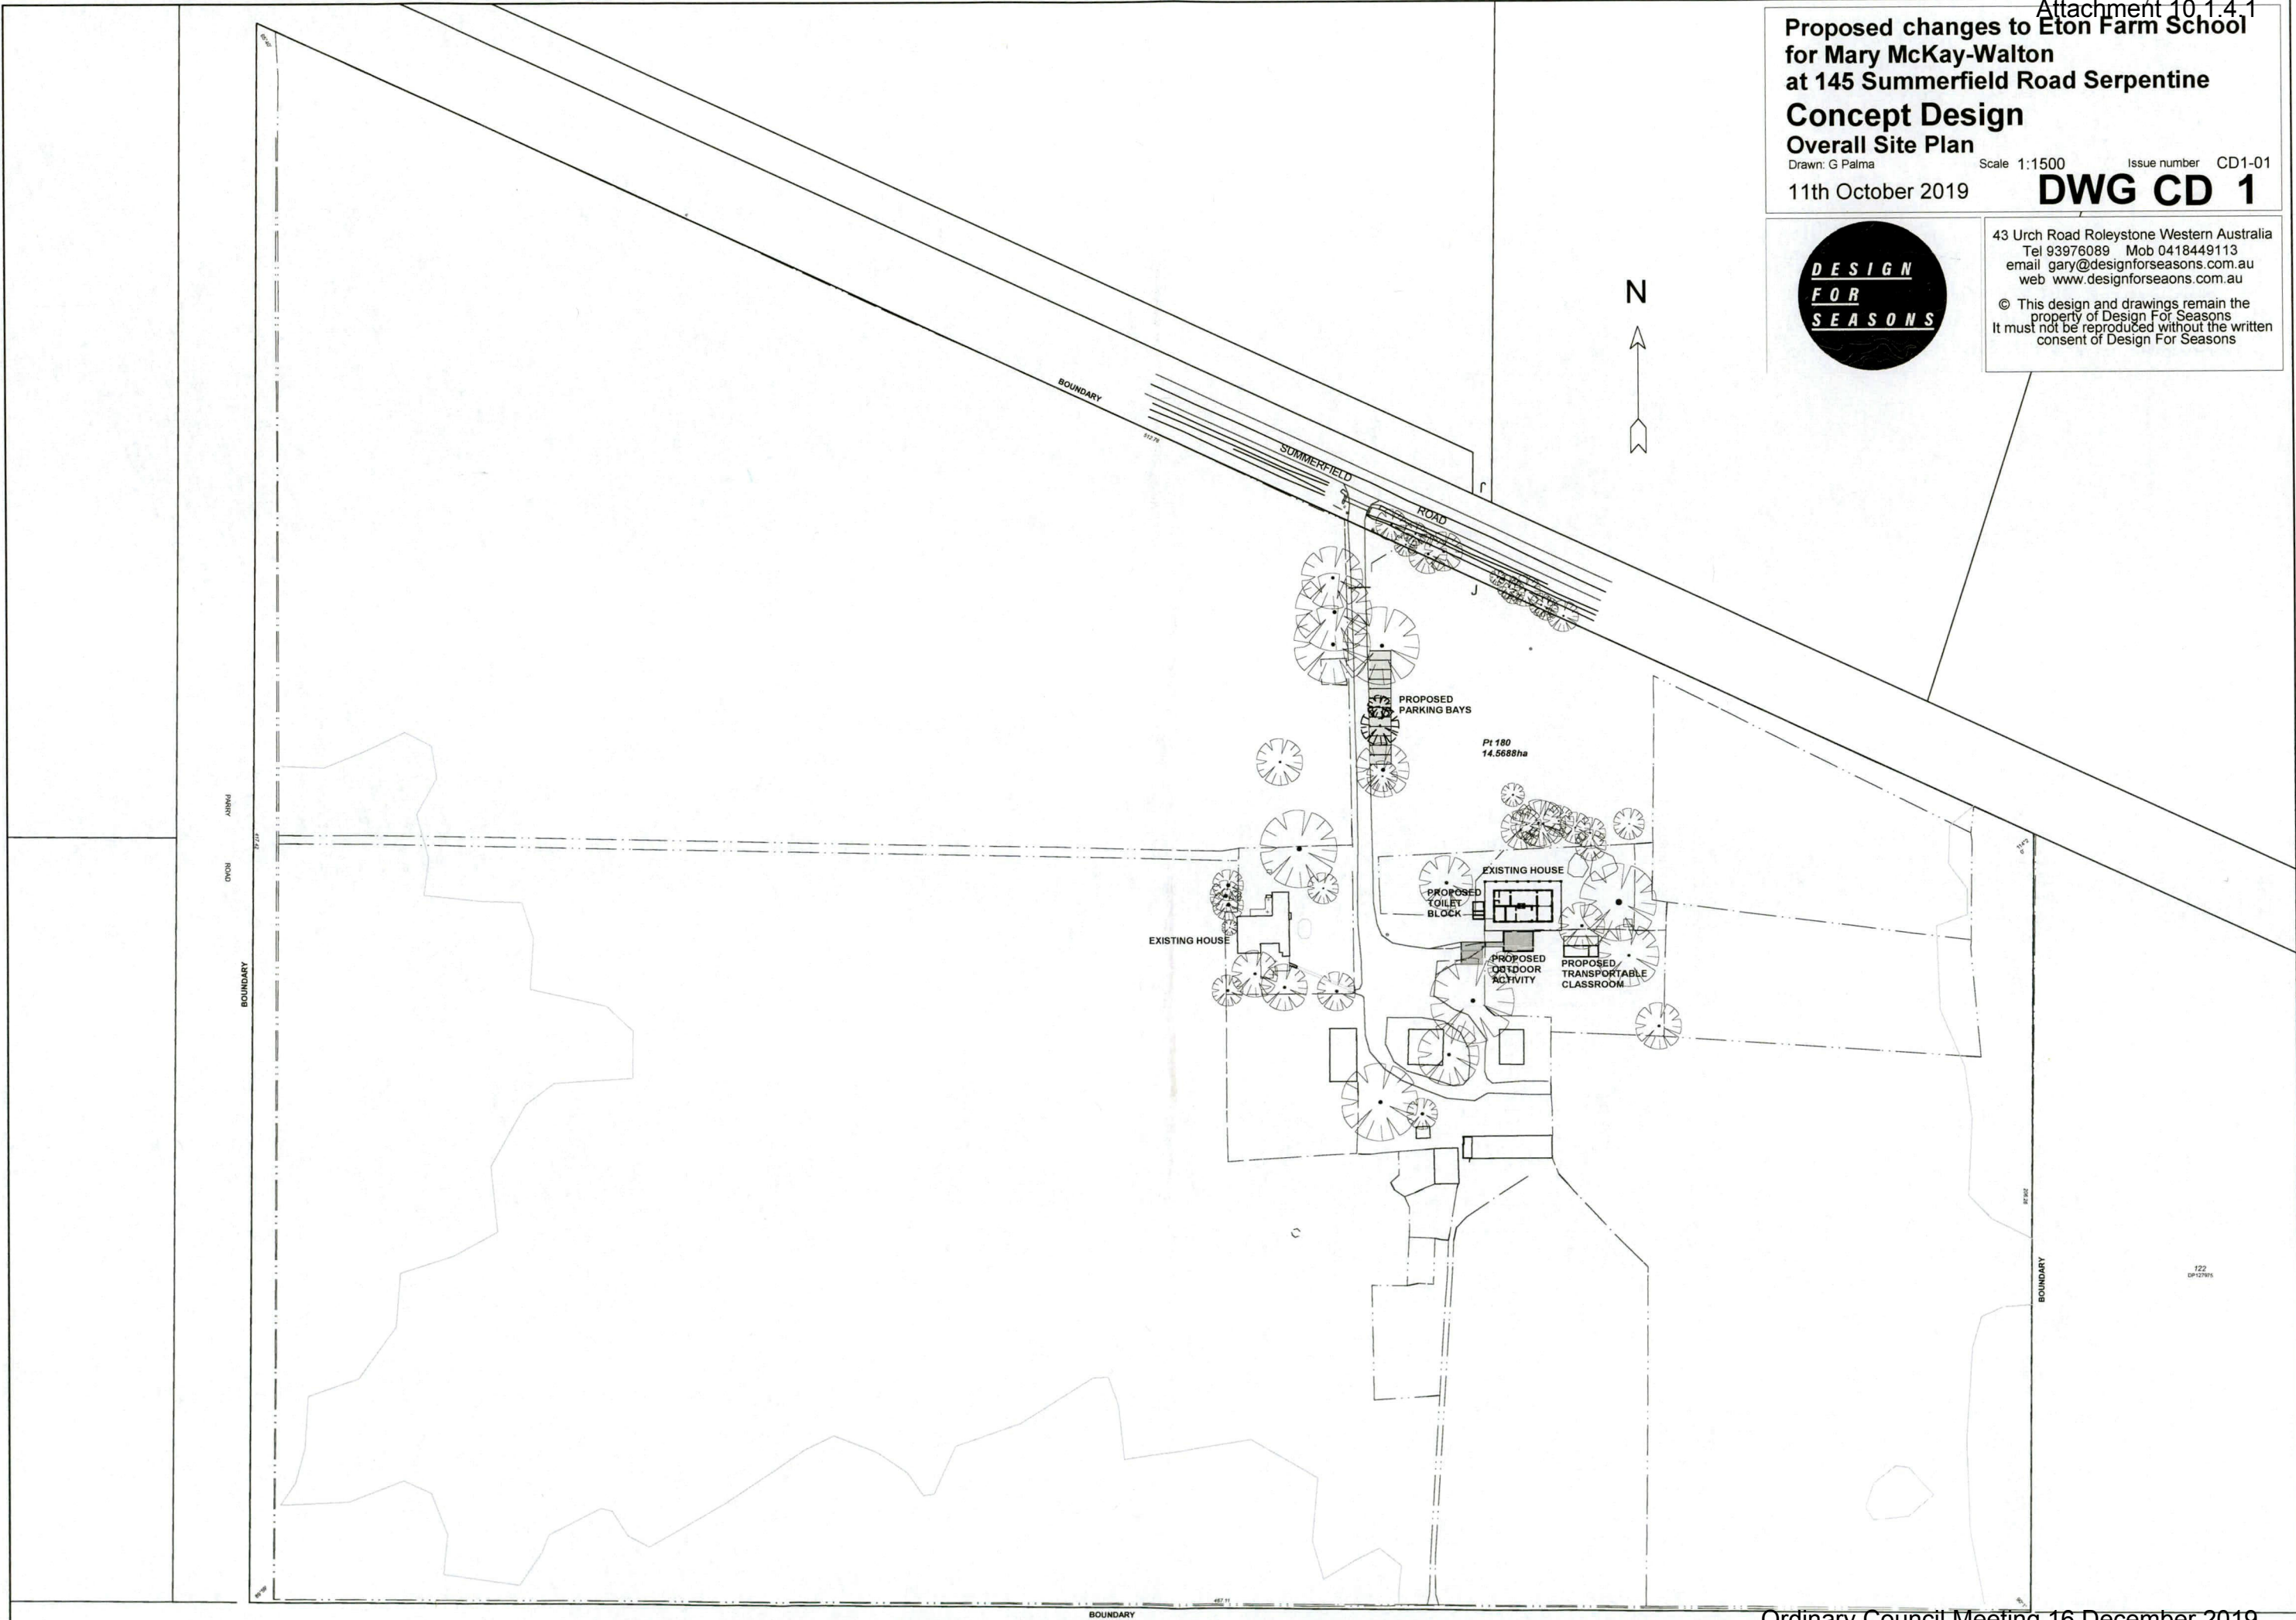 Attachment 10.1.4.1
Proposed changes to Eton Farm School
for Mary McKay-Walton
at 145 Summerfield Road Serpentine
Concept Design
Overall Site Plan
Drawn: G Palma Scale 1:1500 Issue number CD1-01
11th October 2019 DWG CD 1
DESIGN
FOR
SEASONS
43 Urch Road Roleystone Western Australia
Tel 93976089 Mob 0418449113
email gary@designforseasons.com.au
web www.designforseaons.com.au
© This design and drawings remain the
property of Design For Seasons
It must not be reproduced without the written
consent of Design For Seasons
N
BOUNDARY
512.78
SUMMERFIELD
ROAD
PROPOSED
PARKING BAYS
Pt 180
14.5688ha
PARRY
ROAD
EXISTING HOUSE
PROPOSED
TOILET
BLOCK
EXISTING HOUSE
PROPOSED
OUTDOOR
ACTIVITY
PROPOSED
TRANSPORTABLE
CLASSROOM
BOUNDARY
BOUNDARY
122
DP127975
487.11
BOUNDARY
Ordinary Council Meeting 16 December 2019